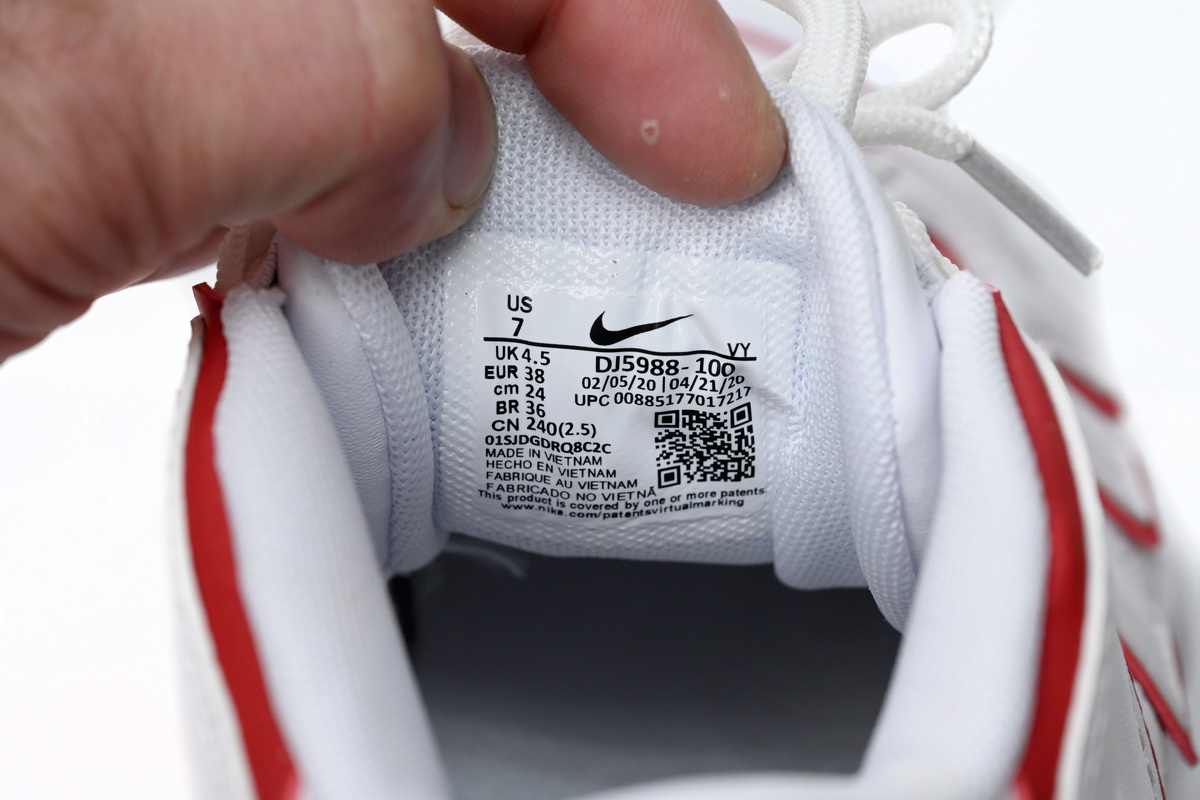 US
7
VY
UK 4.5
EUR 38
cm 24
BR 36
CN 240(2.5)
DJ5988-100
02/05/20 | 04/21/20
UPC 00885177017217
01SJDGDRQ8C2C
MADE IN VIETNAM
HECHO EN VIETNAM
FABRIQUE AU VIETNAM
FABRICADO NO VIETNÃ
This product is covered by one or more patents
www.nike.com/patentsvirtualmarking